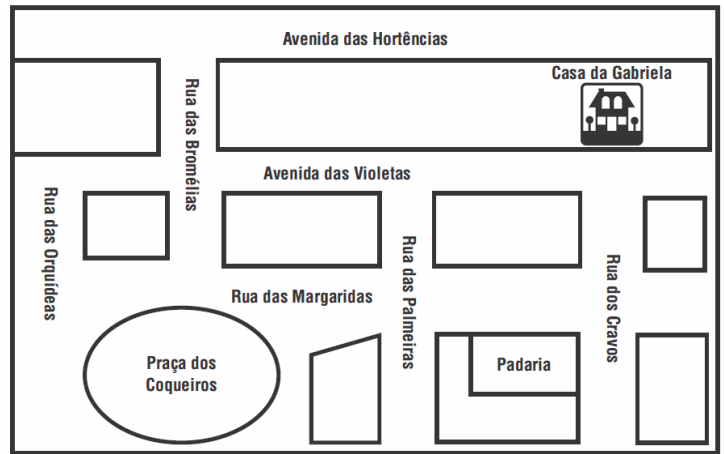 Avenida das Hortências
Casa da Gabriela
Rua das Bromélias
Avenida das Violetas
Rua das Orquídeas
Rua das Palmeiras
Rua dos Cravos
Rua das Margaridas
Praça dos
Coqueiros
Padaria